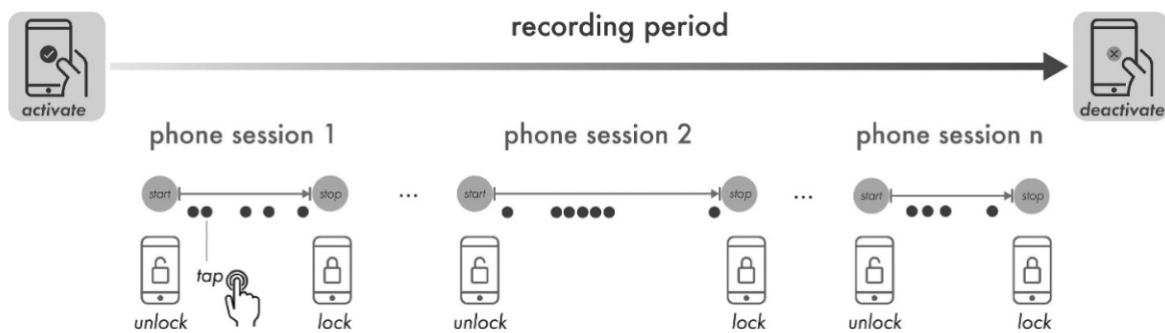 recording period
activate
deactivate
phone session 1
phone session 2
phone session n
start
stop
...
start
stop
...
start
stop
tap
unlock
lock
unlock
lock
unlock
lock